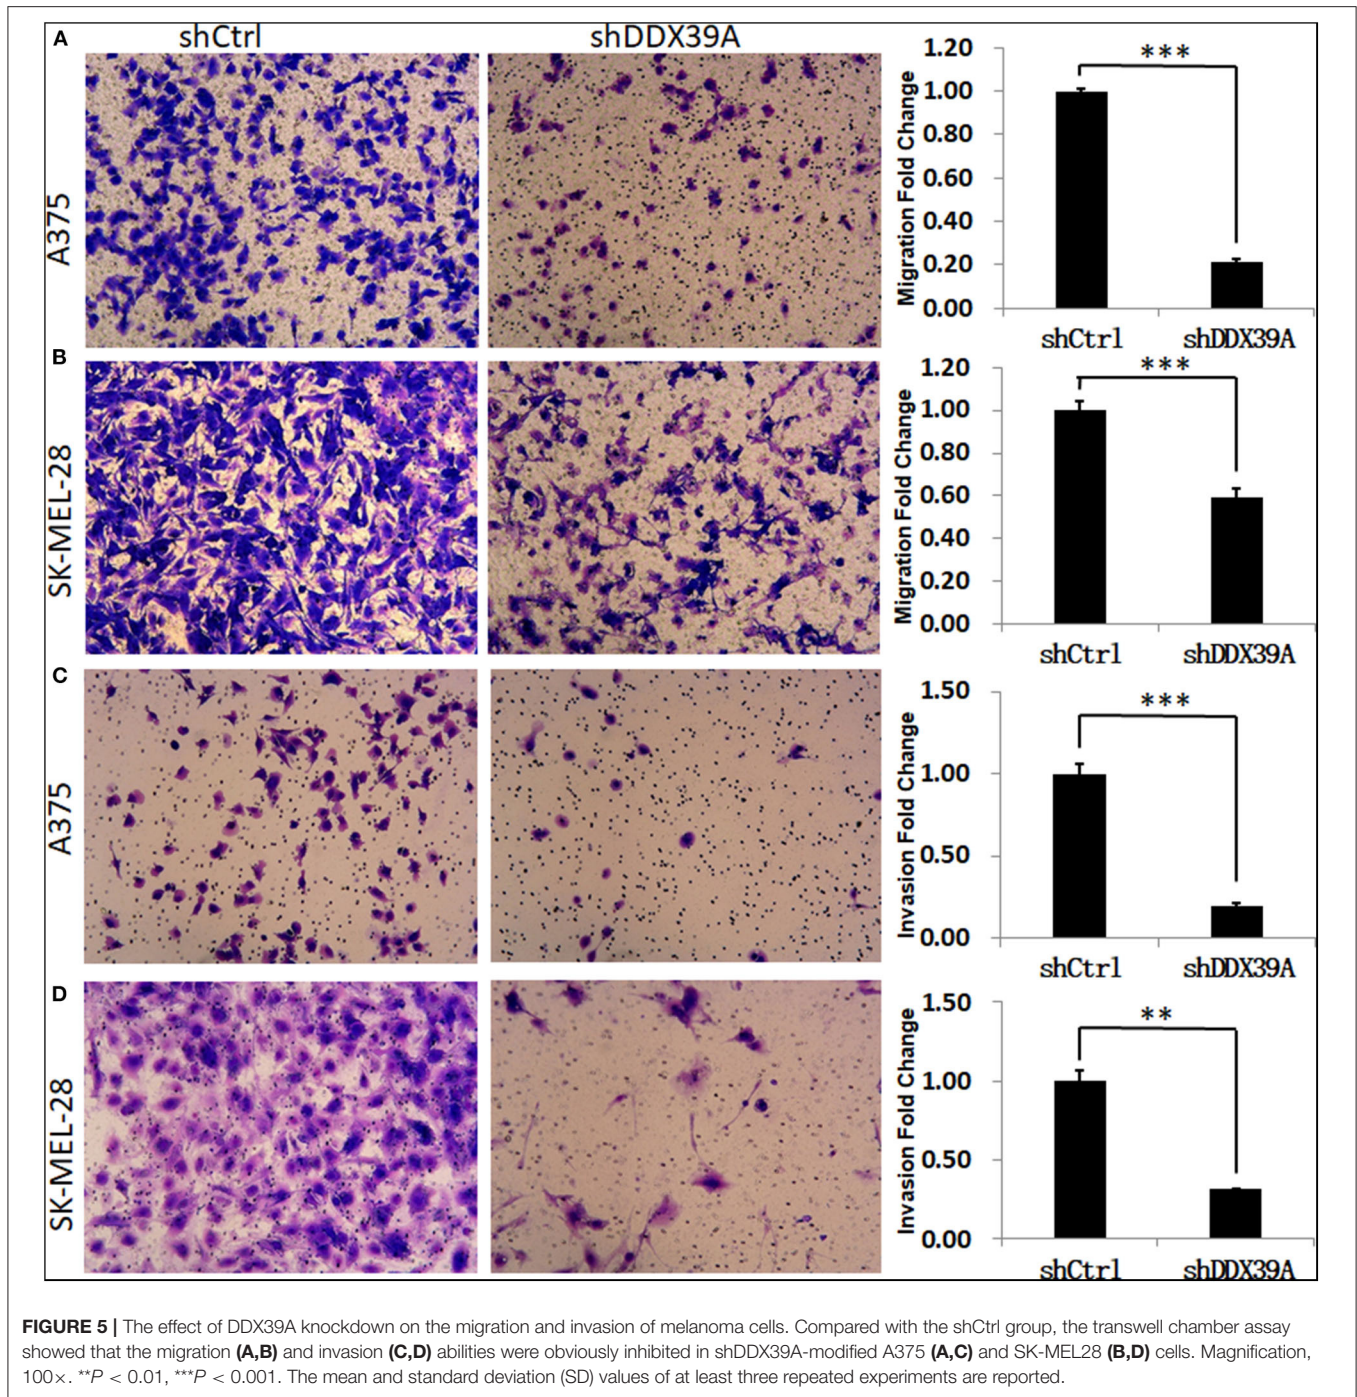 A
shCtrl
shDDX39A
A375
Migration Fold Change
1.20
1.00
0.80
0.60
0.40
0.20
0.00
***
shCtrl
shDDX39A
B
SK-MEL-28
Migration Fold Change
1.20
1.00
0.80
0.60
0.40
0.20
0.00
***
shCtrl
shDDX39A
C
A375
Invasion Fold Change
1.50
1.00
0.50
0.00
***
shCtrl
shDDX39A
D
SK-MEL-28
Invasion Fold Change
1.50
1.00
0.50
0.00
**
shCtrl
shDDX39A
FIGURE 5 | The effect of DDX39A knockdown on the migration and invasion of melanoma cells. Compared with the shCtrl group, the transwell chamber assay
showed that the migration (A,B) and invasion (C,D) abilities were obviously inhibited in shDDX39A-modified A375 (A,C) and SK-MEL28 (B,D) cells. Magnification,
100×. **P < 0.01, ***P < 0.001. The mean and standard deviation (SD) values of at least three repeated experiments are reported.